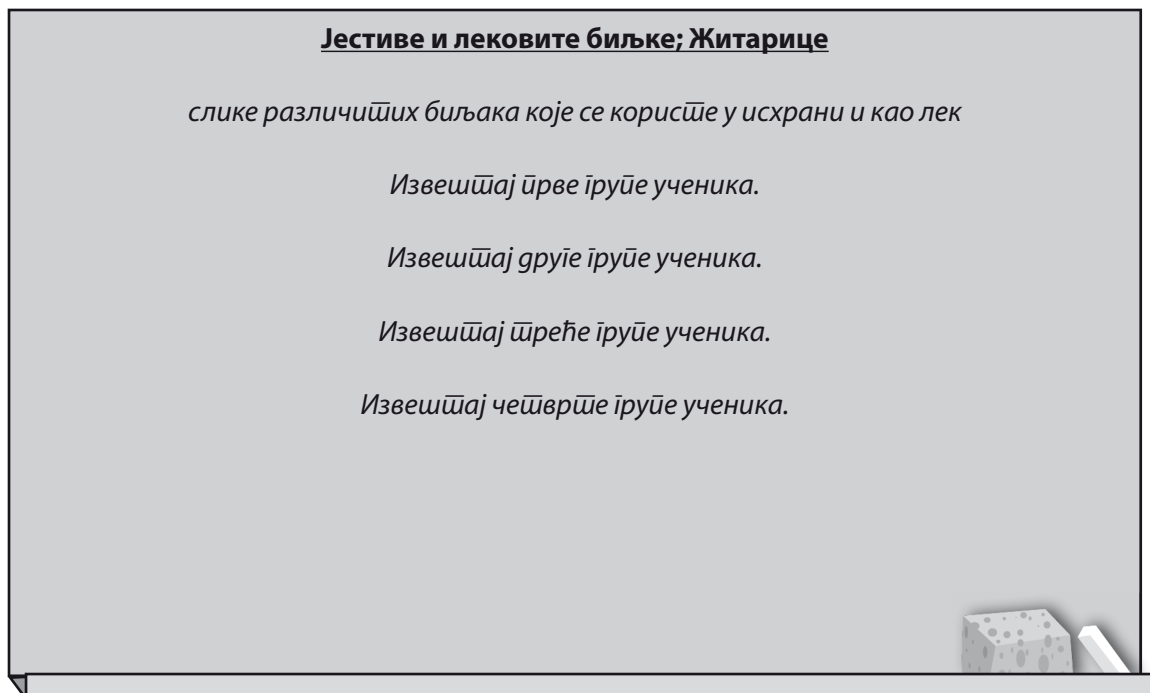 Јестиве и лековите биљке; Житарице
слике различитих биљака које се користе у исхрани и као лек
Извештај прве групе ученика.
Извештај друге групе ученика.
Извештај треће групе ученика.
Извештај четврте групе ученика.